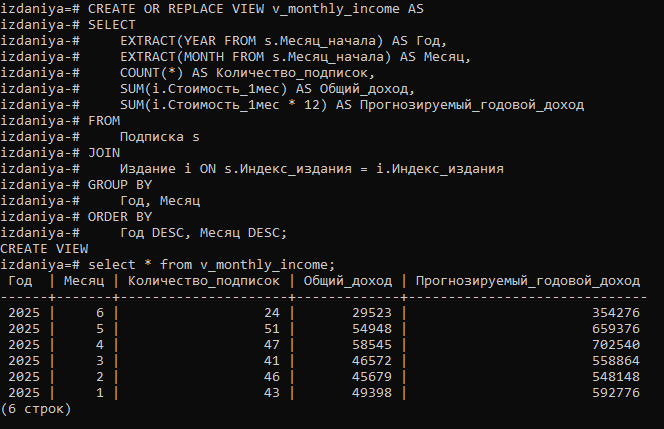 izdaniya=# CREATE OR REPLACE VIEW v_monthly_income AS
izdaniya-# SELECT
izdaniya-#     EXTRACT(YEAR FROM s.Месяц_начала) AS Год,
izdaniya-#     EXTRACT(MONTH FROM s.Месяц_начала) AS Месяц,
izdaniya-#     COUNT(*) AS Количество_подписок,
izdaniya-#     SUM(i.Стоимость_1мес) AS Общий_доход,
izdaniya-#     SUM(i.Стоимость_1мес * 12) AS Прогнозируемый_годовой_доход
izdaniya-# FROM
izdaniya-#     Подписка s
izdaniya-# JOIN
izdaniya-#     Издание i ON s.Индекс_издания = i.Индекс_издания
izdaniya-# GROUP BY
izdaniya-#     Год, Месяц
izdaniya-# ORDER BY
izdaniya-#     Год DESC, Месяц DESC;
CREATE VIEW
izdaniya=# select * from v_monthly_income;
 Год  | Месяц | Количество_подписок | Общий_доход | Прогнозируемый_годовой_доход
------+-------+---------------------+-------------+------------------------------
 2025 |     6 |                  24 |       29523 |                       354276
 2025 |     5 |                  51 |       54948 |                       659376
 2025 |     4 |                  47 |       58545 |                       702540
 2025 |     3 |                  41 |       46572 |                       558864
 2025 |     2 |                  46 |       45679 |                       548148
 2025 |     1 |                  43 |       49398 |                       592776
(6 строк)